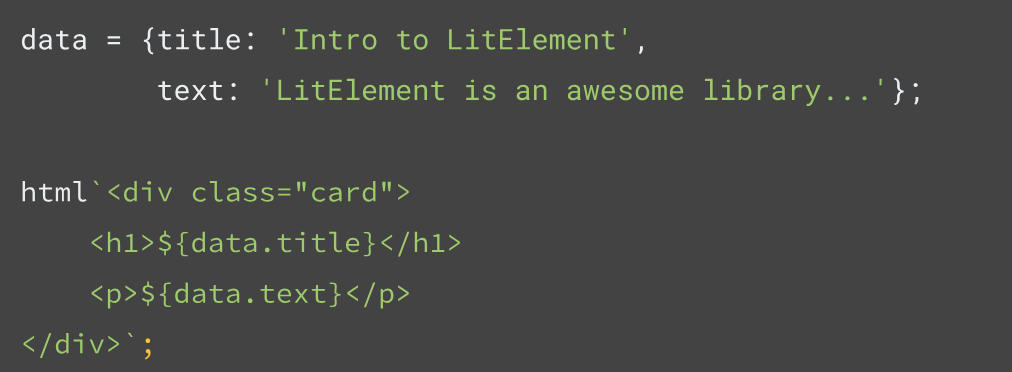 data = {title: 'Intro to LitElement',
        text: 'LitElement is an awesome library...'};
html`<div class="card">
    <h1>${data.title}</h1>
    <p>${data.text}</p>
</div>`;